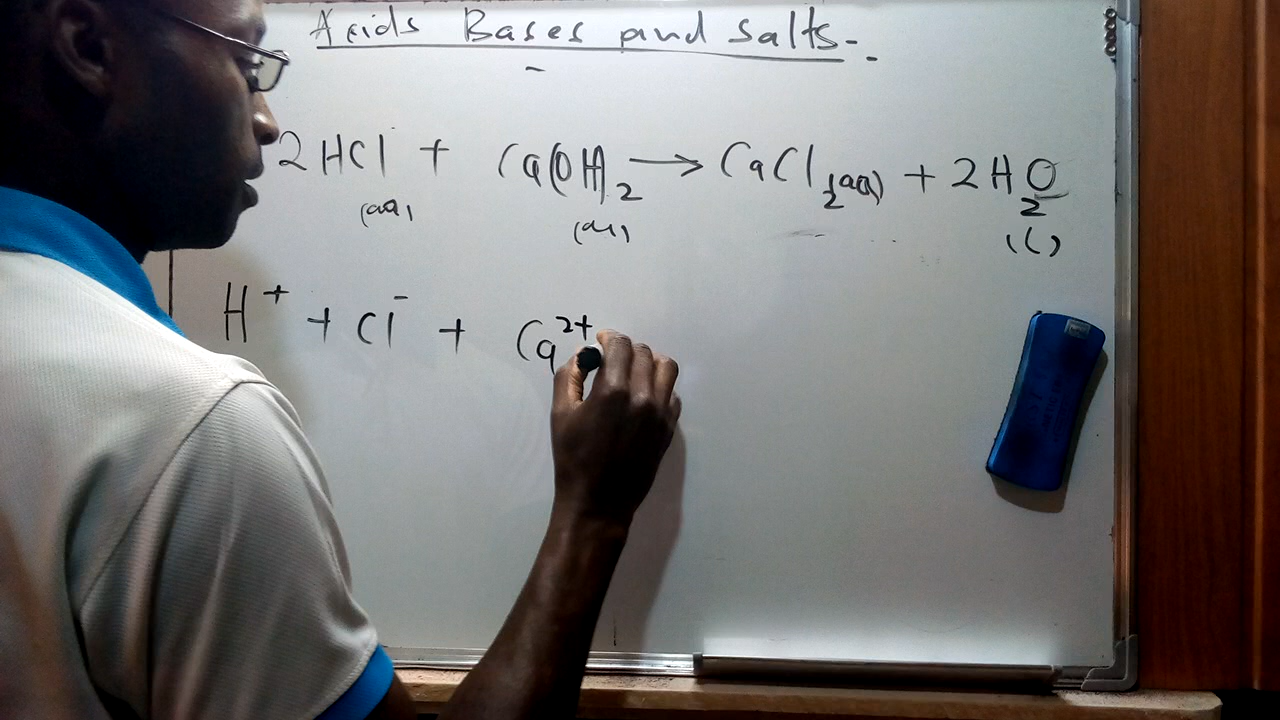 Acids Bases and salts.
2HCl(aq) + Ca(OH)2(aq) → CaCl2(aq) + 2H2O(l)
H+ + Cl- + Ca2+